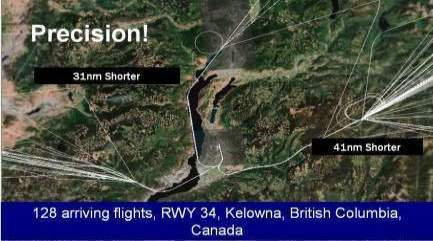 Precision!
31nm Shorter
41nm Shorter
128 arriving flights, RWY 34, Kelowna, British Columbia,
Canada